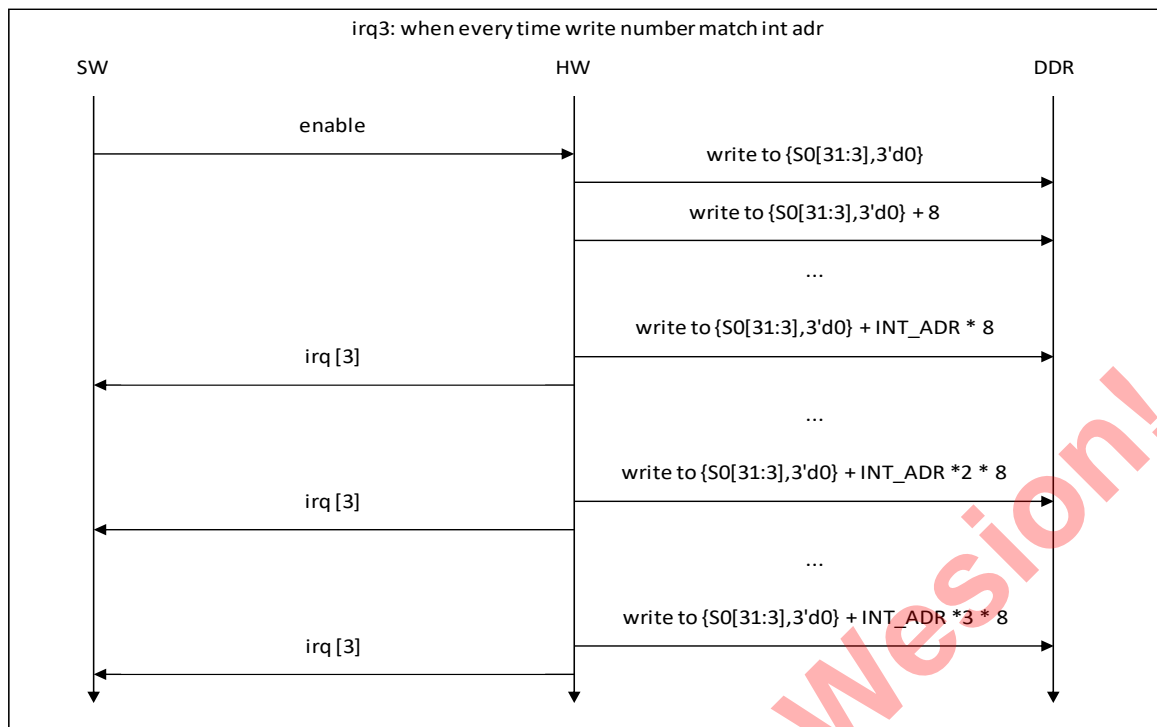 irq3: when every time write number match int adr
SW HW DDR
enable
write to {S0[31:3],3'd0}
write to {S0[31:3],3'd0} + 8
...
write to {S0[31:3],3'd0} + INT_ADR * 8
irq [3]
...
write to {S0[31:3],3'd0} + INT_ADR *2 * 8
irq [3]
...
write to {S0[31:3],3'd0} + INT_ADR *3 * 8
irq [3]
Wesion!